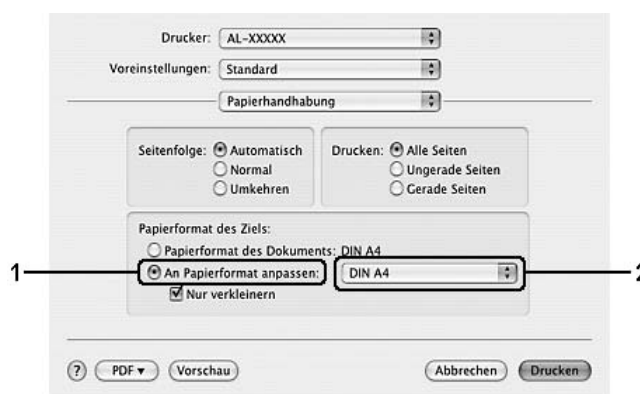 Drucker: AL-XXXXX
Voreinstellungen: Standard
Papierhandhabung
Seitenfolge: Automatisch
Normal
Umkehren
Drucken: Alle Seiten
Ungerade Seiten
Gerade Seiten
Papierformat des Ziels:
Papierformat des Dokuments: DIN A4
1
An Papierformat anpassen: DIN A4
2
Nur verkleinern
? PDF Vorschau Abbrechen Drucken